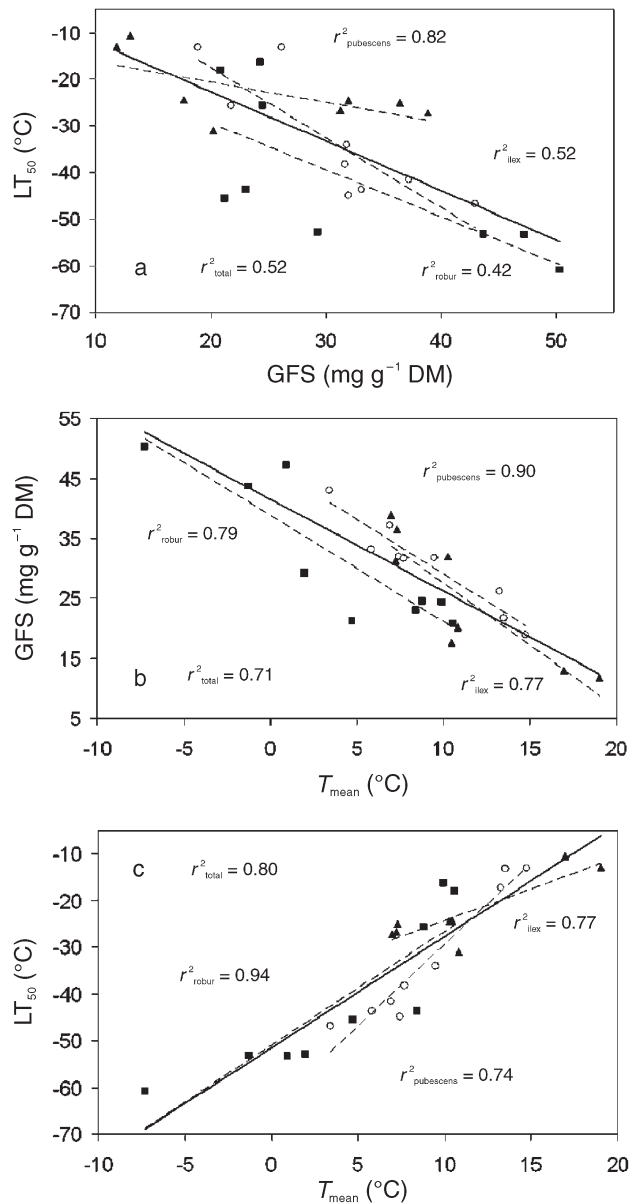 -10
-20
-30
-40
-50
-60
-70
LT50 (°C)
r²pubescens = 0.82
r²ilex = 0.52
a
r²total = 0.52
r²robur = 0.42
10 20 30 40 50
GFS (mg g⁻¹ DM)
55
45
35
25
15
5
GFS (mg g⁻¹ DM)
r²pubescens = 0.90
r²robur = 0.79
b
r²total = 0.71
r²ilex = 0.77
-10 -5 0 5 10 15 20
Tmean (°C)
-10
-20
-30
-40
-50
-60
-70
LT50 (°C)
c
r²total = 0.80
r²ilex = 0.77
r²robur = 0.94
r²pubescens = 0.74
-10 -5 0 5 10 15 20
Tmean (°C)